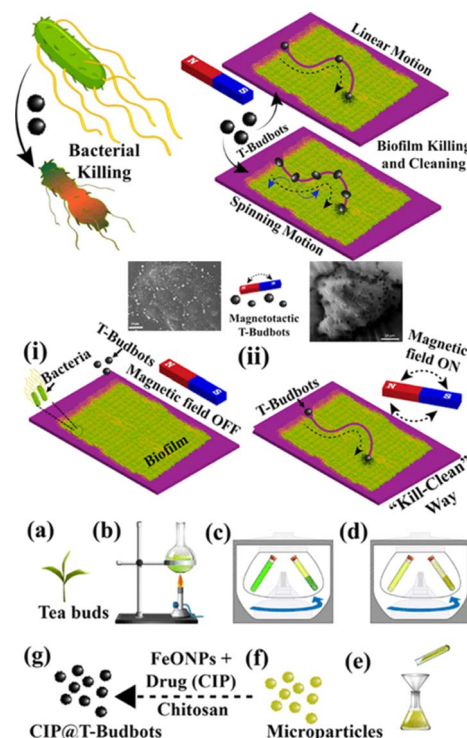 Linear Motion
N
S
Bacterial
Killing
T-Budbots
Biofilm Killing
and Cleaning
Spinning Motion
N
S
Magnetotactic
T-Budbots
(i)
Bacteria
T-Budbots
N
S
Magnetic field OFF
Biofilm
(ii)
Magnetic
field ON
T-Budbots
N
S
“Kill-Clean”
Way
(a)
(b)
(c)
(d)
Tea buds
(g)
FeONPs +
Drug (CIP)
Chitosan
(f)
(e)
CIP@T-Budbots
Microparticles